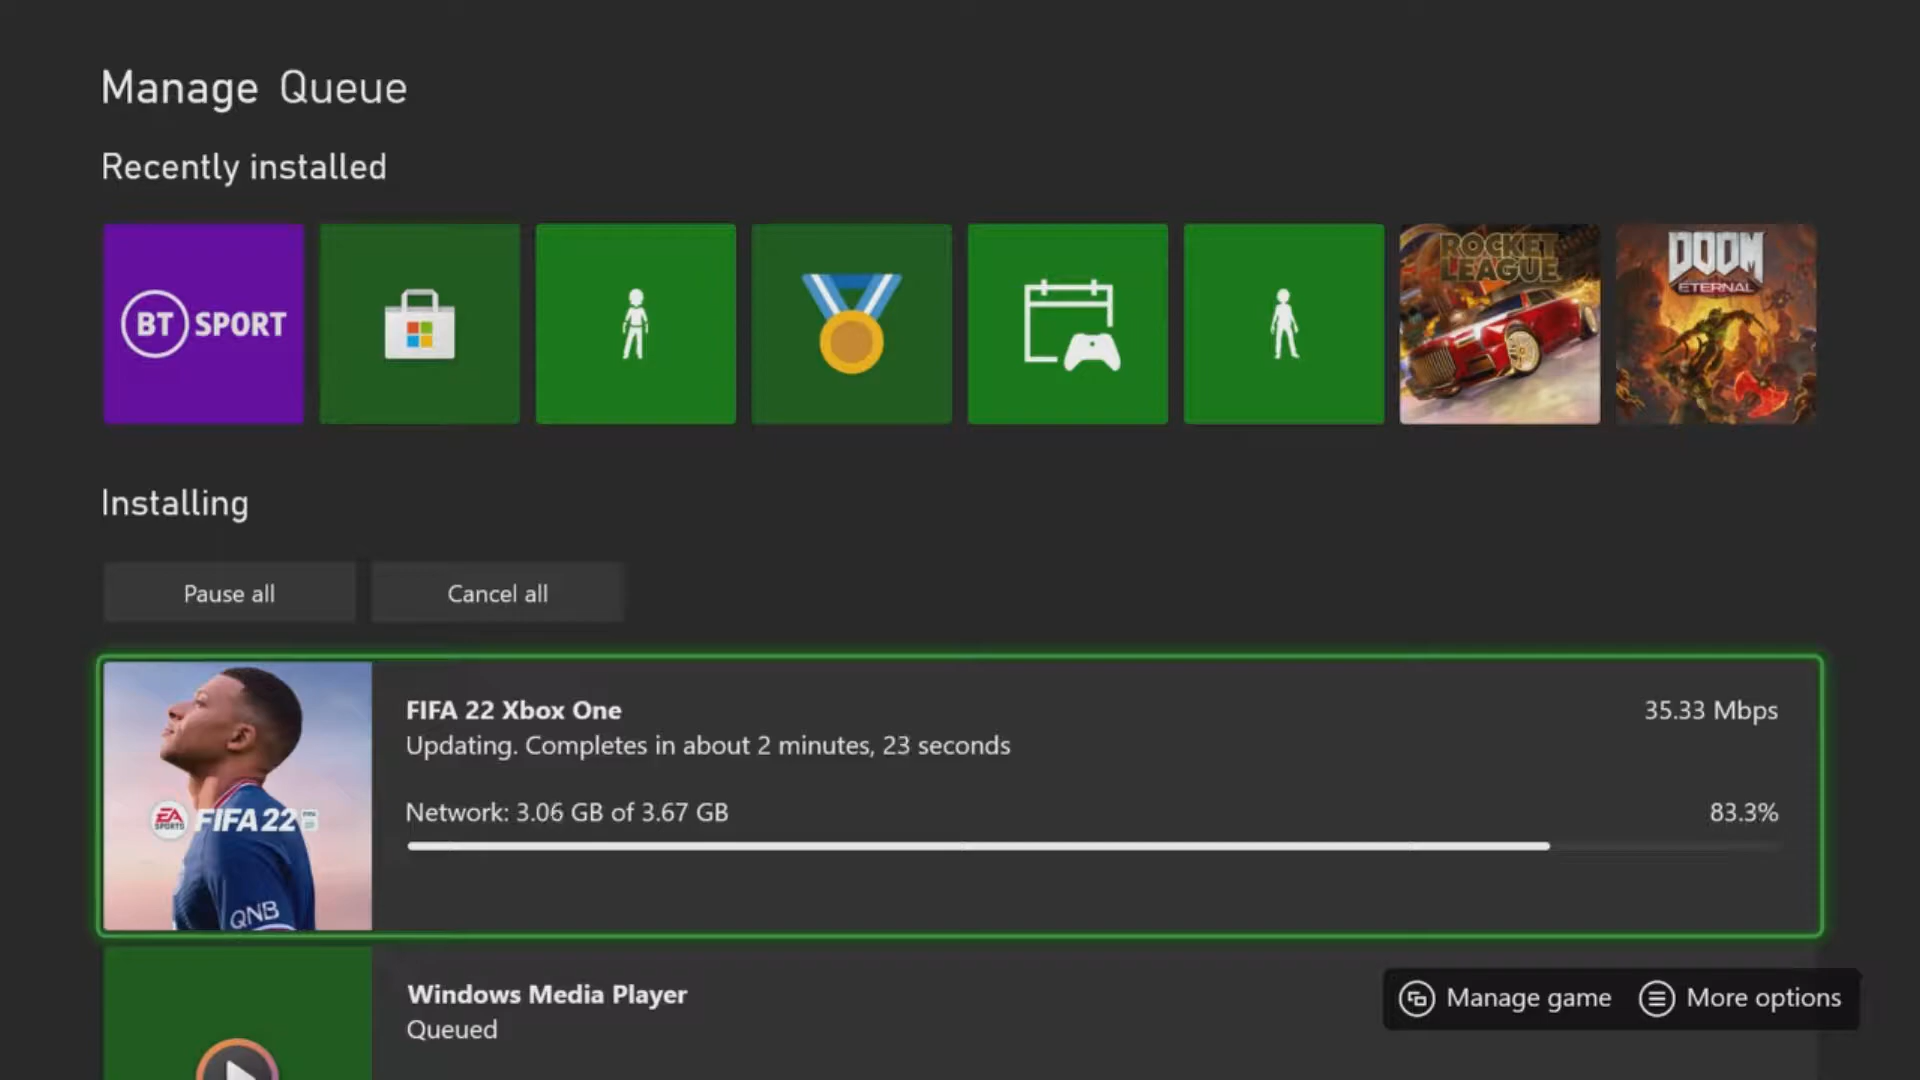 Manage Queue
Recently installed
BT SPORT
ROCKET
LEAGUE
DOOM
ETERNAL
Installing
Pause all
Cancel all
FIFA 22 Xbox One
35.33 Mbps
Updating. Completes in about 2 minutes, 23 seconds
Network: 3.06 GB of 3.67 GB
83.3%
EA
SPORTS
FIFA 22
QNB
Windows Media Player
Queued
Manage game
More options